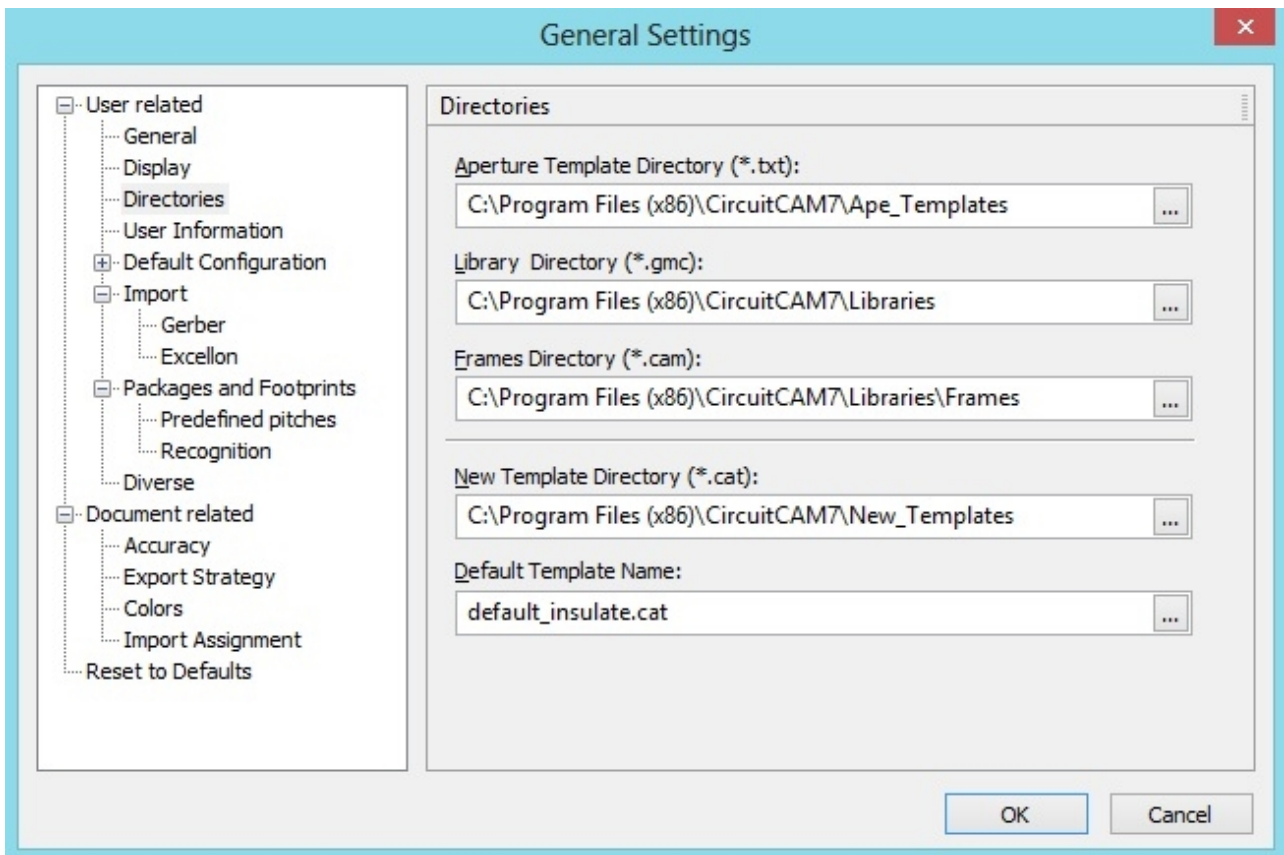 General Settings
User related
General
Display
Directories
User Information
Default Configuration
Import
Gerber
Excellon
Packages and Footprints
Predefined pitches
Recognition
Diverse
Document related
Accuracy
Export Strategy
Colors
Import Assignment
Reset to Defaults
Directories
Aperture Template Directory (*.txt):
C:\Program Files (x86)\CircuitCAM7\Ape_Templates
...
Library  Directory (*.gmc):
C:\Program Files (x86)\CircuitCAM7\Libraries
...
Frames Directory (*.cam):
C:\Program Files (x86)\CircuitCAM7\Libraries\Frames
...
New Template Directory (*.cat):
C:\Program Files (x86)\CircuitCAM7\New_Templates
...
Default Template Name:
default_insulate.cat
...
OK
Cancel